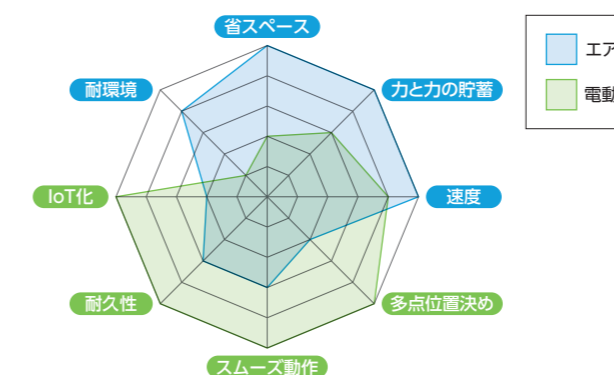 省スペース
力と力の貯蓄
速度
多点位置決め
スムーズ動作
耐久性
IoT化
耐環境
エア
電動